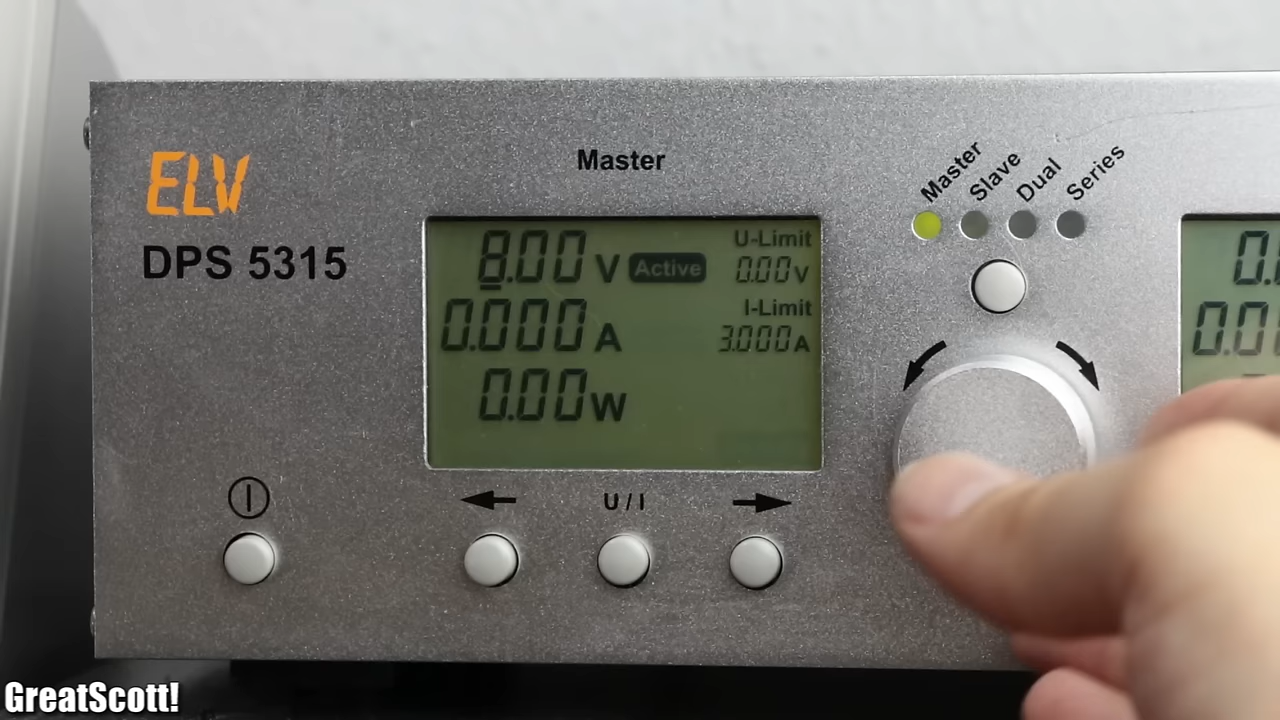 ELV
DPS 5315
Master
8.00 V Active
U-Limit
0.00 V
0.000 A
I-Limit
3.000 A
0.00 W
U / I
Master
Slave
Dual
Series
GreatScott!